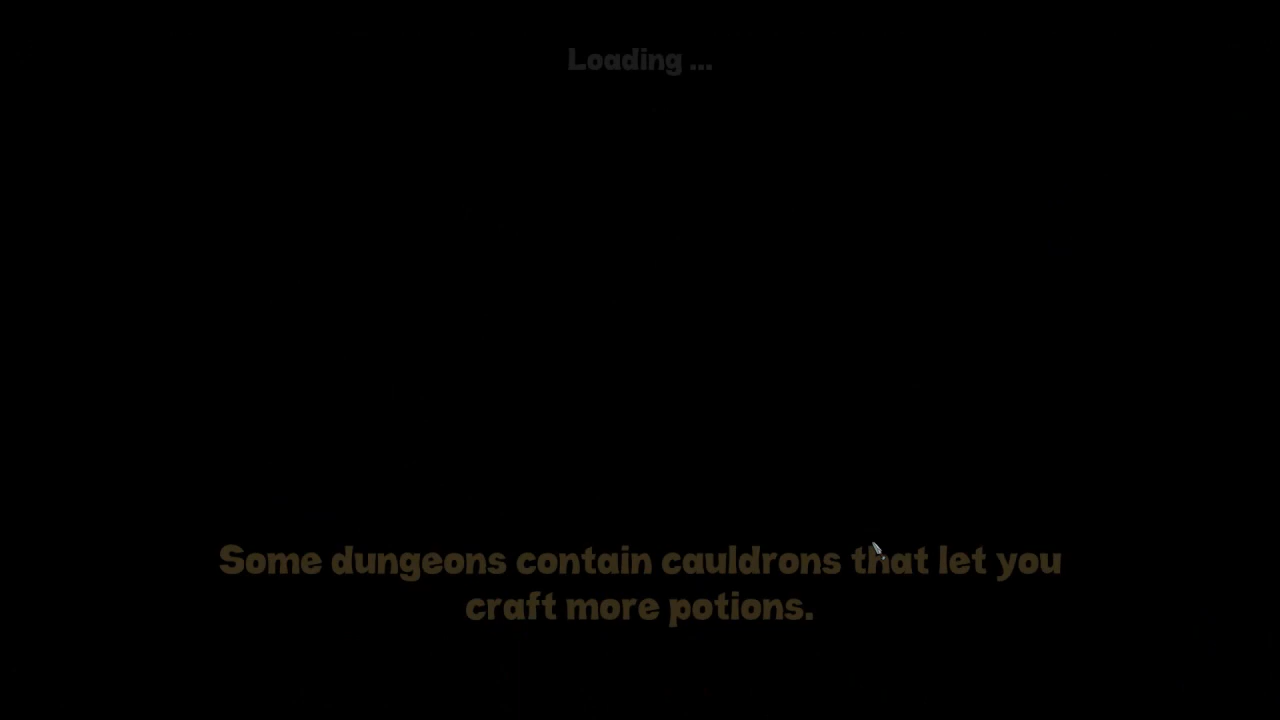 Loading ...
Some dungeons contain cauldrons that let you
craft more potions.